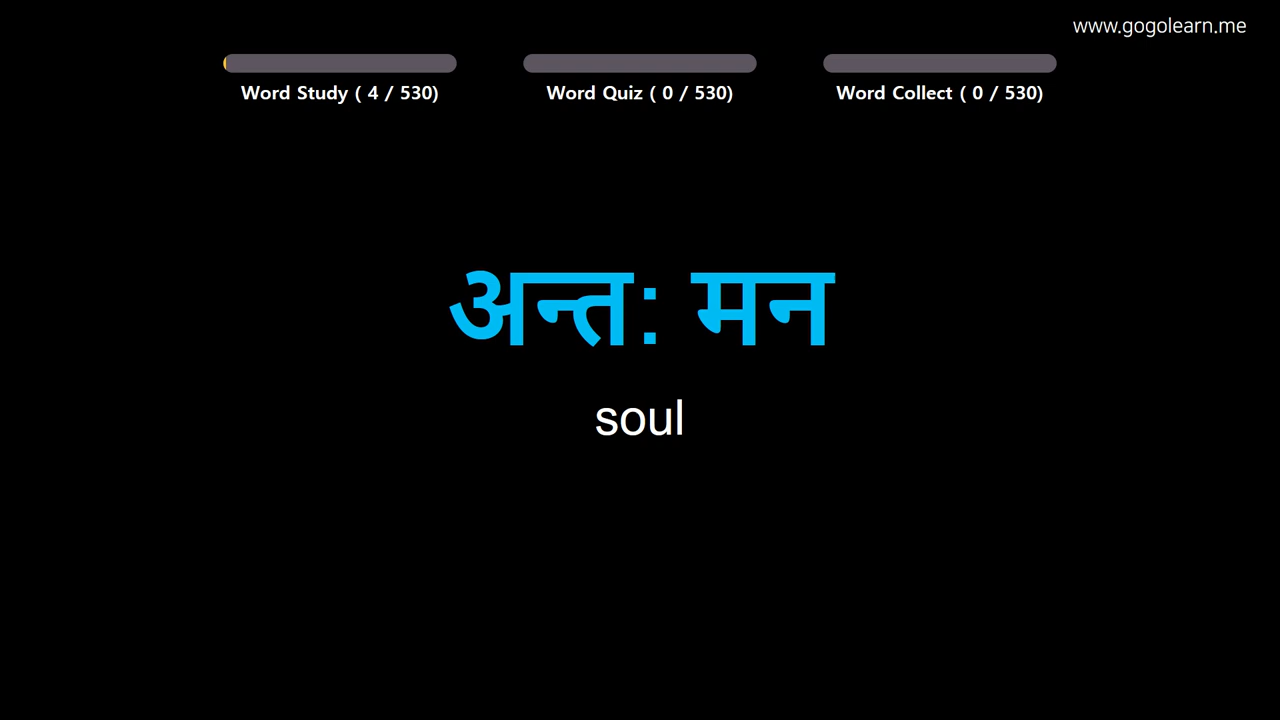 www.gogolearn.me
Word Study ( 4 / 530)
Word Quiz ( 0 / 530)
Word Collect ( 0 / 530)
अन्त: मन
soul